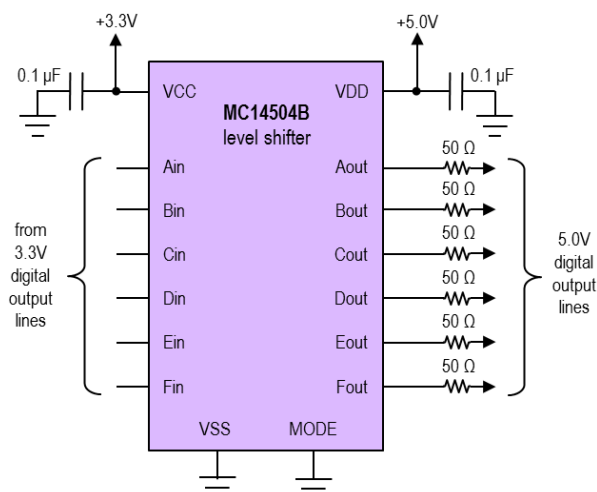 +3.3V
+5.0V
0.1 µF
0.1 µF
VCC
VDD
MC14504B
level shifter
50 Ω
Ain
Aout
50 Ω
Bin
Bout
50 Ω
Cin
Cout
50 Ω
Din
Dout
50 Ω
Ein
Eout
50 Ω
Fin
Fout
from
3.3V
digital
output
lines
5.0V
digital
output
lines
VSS
MODE